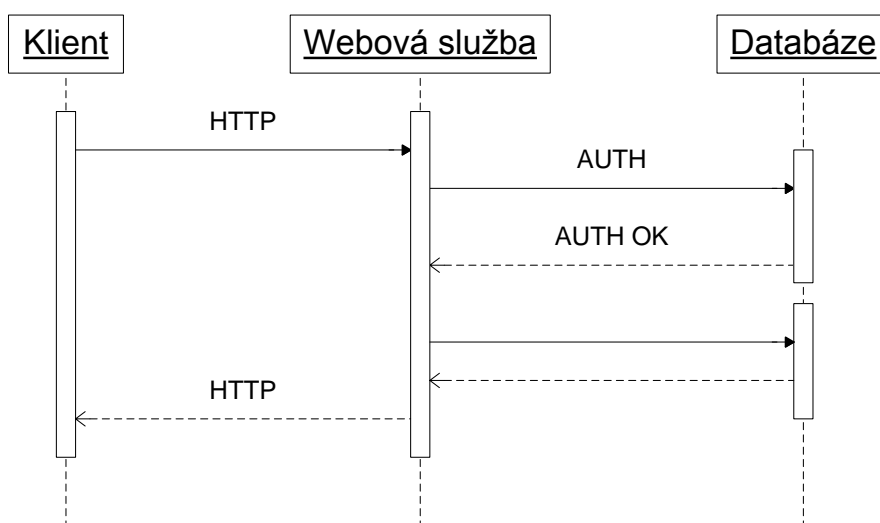 Klient
Webová služba
Databáze
HTTP
AUTH
AUTH OK
HTTP